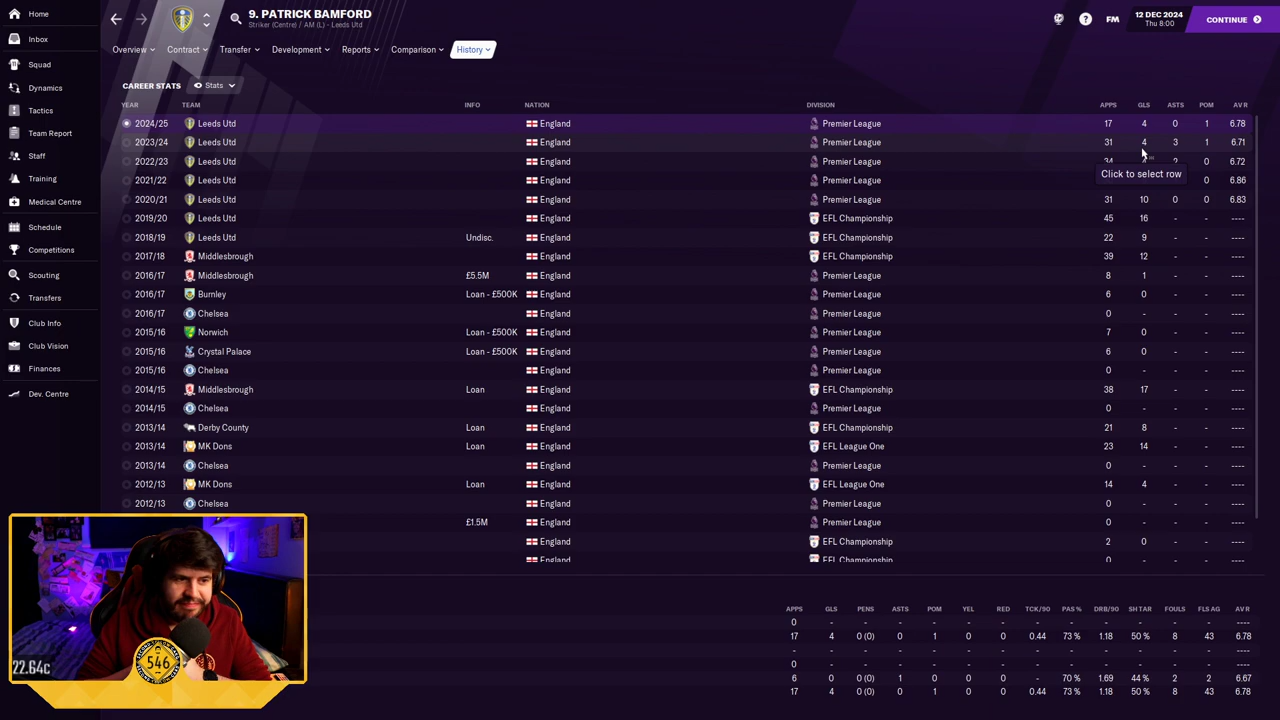 Home
Inbox
Squad
Dynamics
Tactics
Team Report
Staff
Training
Medical Centre
Schedule
Competitions
Scouting
Transfers
Club Info
Club Vision
Finances
Dev. Centre
9. PATRICK BAMFORD
Striker (Centre) / AM (L) - Leeds Utd
FM
12 DEC 2024
Thu 8:00
CONTINUE
Overview Contract Transfer Development Reports Comparison History
CAREER STATS Stats
YEAR TEAM INFO NATION DIVISION APPS GLS ASTS POM AV R
2024/25 Leeds Utd England Premier League 17 4 0 1 6.78
2023/24 Leeds Utd England Premier League 31 4 3 1 6.71
2022/23 Leeds Utd England Premier League 34 2 0 6.72
2021/22 Leeds Utd England Premier League 0 6.86
Click to select row
2020/21 Leeds Utd England Premier League 31 10 0 0 6.83
2019/20 Leeds Utd England EFL Championship 45 16 - - ----
2018/19 Leeds Utd Undisc. England EFL Championship 22 9 - - ----
2017/18 Middlesbrough England EFL Championship 39 12 - - ----
2016/17 Middlesbrough £5.5M England Premier League 8 1 - - ----
2016/17 Burnley Loan - £500K England Premier League 6 0 - - ----
2016/17 Chelsea England Premier League 0 - - - ----
2015/16 Norwich Loan - £500K England Premier League 7 0 - - ----
2015/16 Crystal Palace Loan - £500K England Premier League 6 0 - - ----
2015/16 Chelsea England Premier League 0 - - - ----
2014/15 Middlesbrough Loan England EFL Championship 38 17 - - ----
2014/15 Chelsea England Premier League 0 - - - ----
2013/14 Derby County Loan England EFL Championship 21 8 - - ----
2013/14 MK Dons Loan England EFL League One 23 14 - - ----
2013/14 Chelsea England Premier League 0 - - - ----
2012/13 MK Dons Loan England EFL League One 14 4 - - ----
2012/13 Chelsea England Premier League 0 - - - ----
£1.5M England Premier League 0 - - - ----
England EFL Championship 2 0 - - ----
England EFL Championship 0 - - - ----
APPS GLS PENS ASTS POM YEL RED TCK/90 PAS % DRB/90 SH TAR FOULS FLS AG AV R
0 - - - - - - - - - - - - ----
17 4 0 (0) 0 1 0 0 0.44 73 % 1.18 50 % 8 43 6.78
- - - - - - - - - - - - - ----
0 - - - - - - - - - - - - ----
6 0 0 (0) 1 0 0 0 - 70 % 1.69 44 % 2 2 6.67
17 4 0 (0) 0 1 0 0 0.44 73 % 1.18 50 % 8 43 6.78
22.64c
546